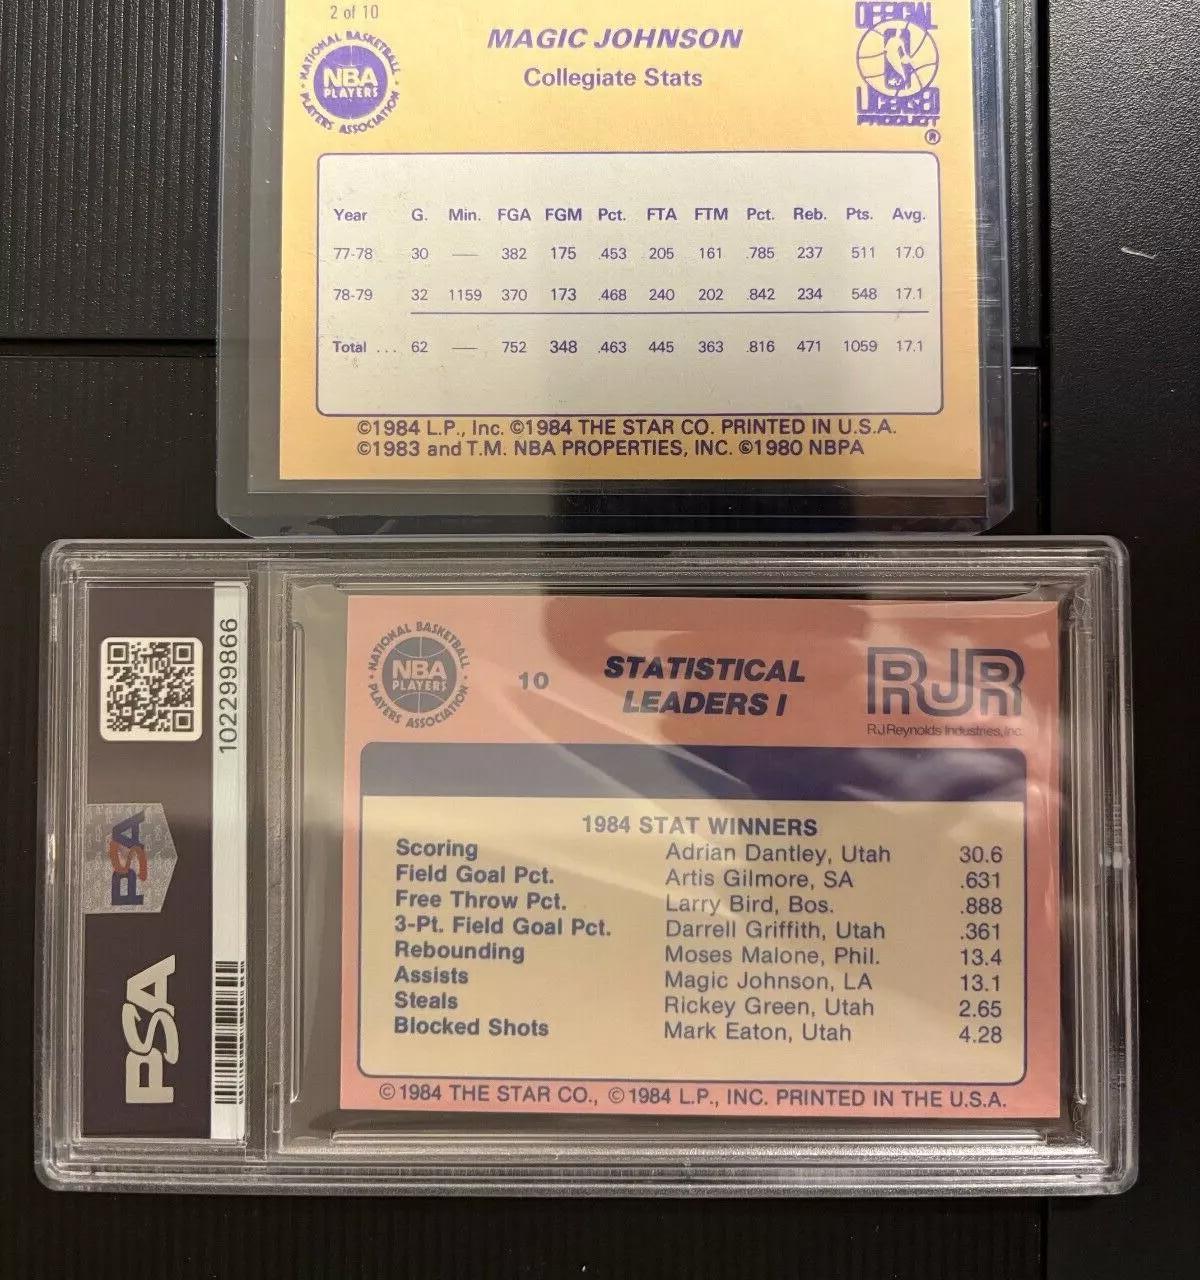 2 of 10
NATIONAL BASKETBALL
NBA
PLAYERS
PLAYERS ASSOCIATION
MAGIC JOHNSON
Collegiate Stats
OFFICIAL
LICENSED
PRODUCT
®
Year G. Min. FGA FGM Pct. FTA FTM Pct. Reb. Pts. Avg.
77-78 30 — 382 175 .453 205 161 .785 237 511 17.0
78-79 32 1159 370 173 .468 240 202 .842 234 548 17.1
Total ... 62 — 752 348 .463 445 363 .816 471 1059 17.1
©1984 L.P., Inc. ©1984 THE STAR CO. PRINTED IN U.S.A.
©1983 and T.M. NBA PROPERTIES, INC. ©1980 NBPA
102299866
PSA
PSA
NATIONAL BASKETBALL
NBA
PLAYERS
PLAYERS ASSOCIATION
10
STATISTICAL
LEADERS I
RJR
RJReynolds Industries, Inc.
1984 STAT WINNERS
Scoring Adrian Dantley, Utah 30.6
Field Goal Pct. Artis Gilmore, SA .631
Free Throw Pct. Larry Bird, Bos. .888
3-Pt. Field Goal Pct. Darrell Griffith, Utah .361
Rebounding Moses Malone, Phil. 13.4
Assists Magic Johnson, LA 13.1
Steals Rickey Green, Utah 2.65
Blocked Shots Mark Eaton, Utah 4.28
©1984 THE STAR CO., ©1984 L.P., INC. PRINTED IN THE U.S.A.